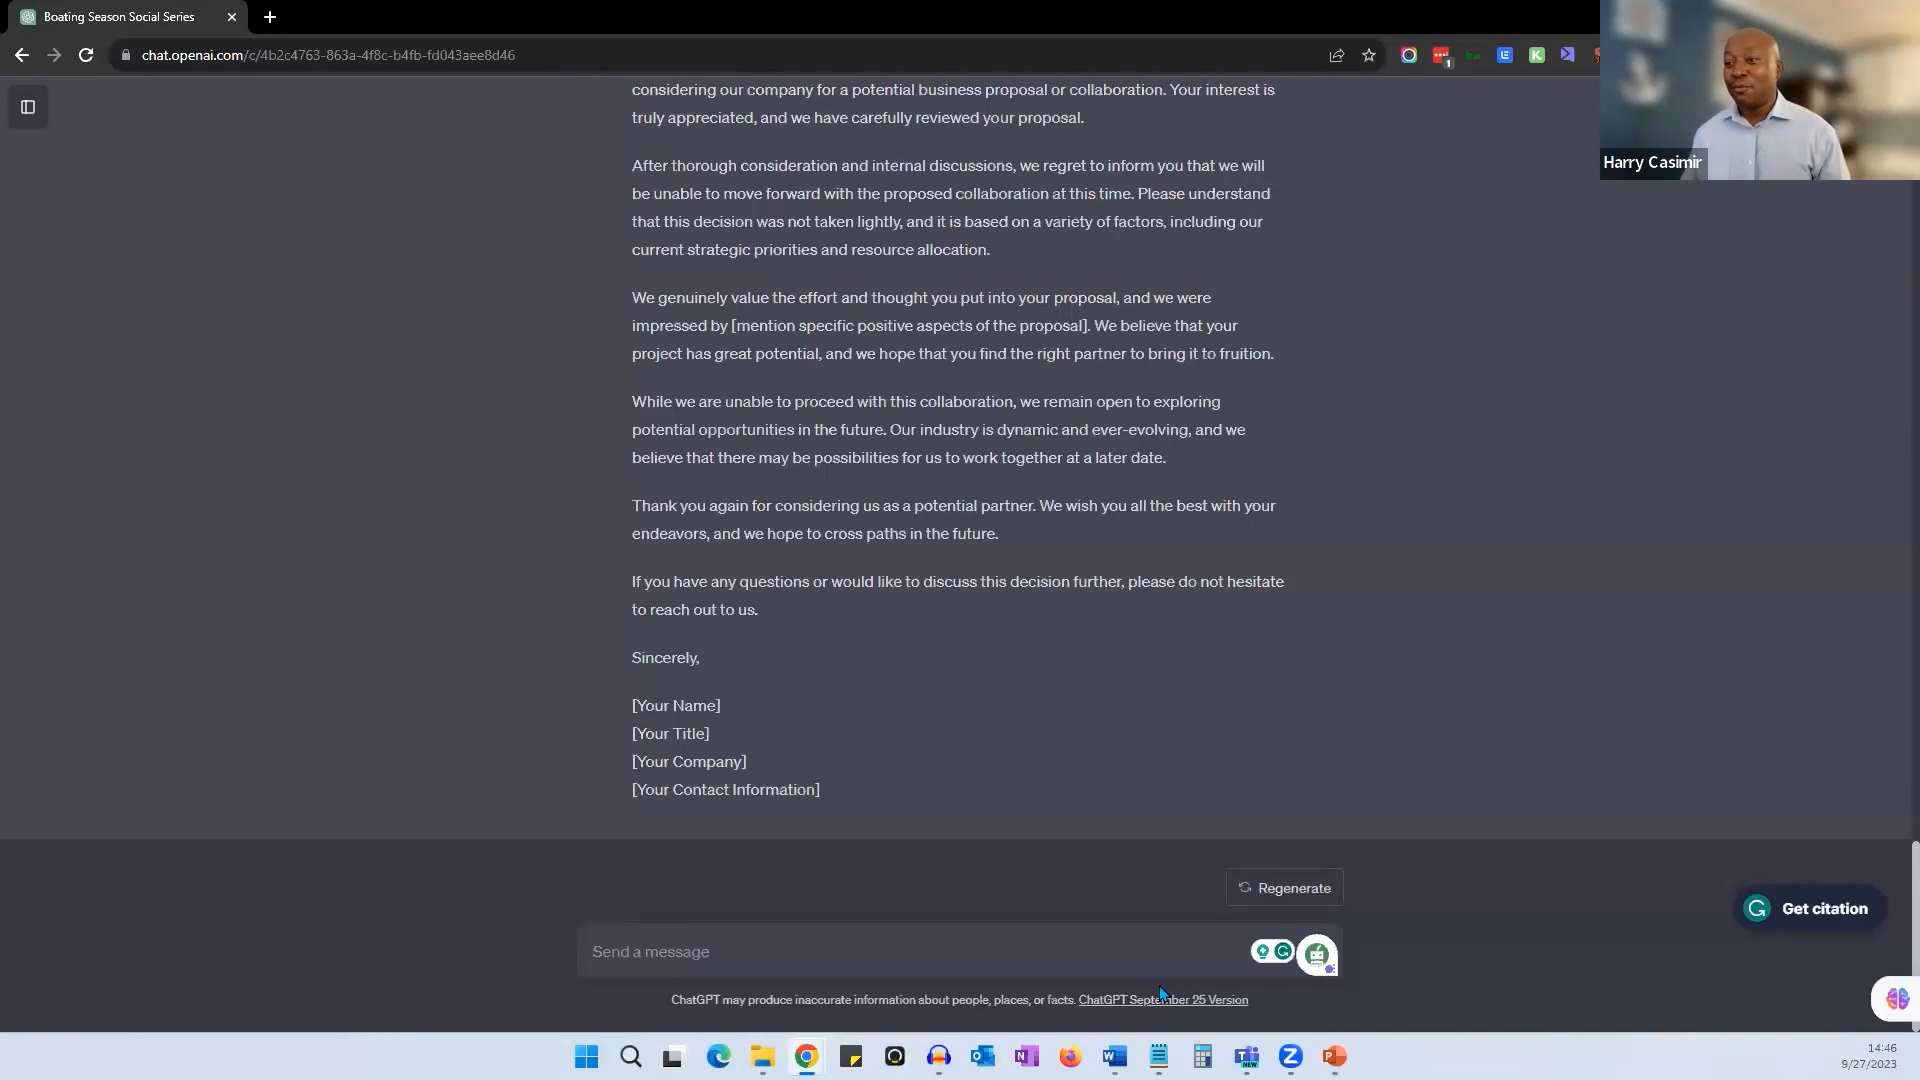 Boating Season Social Series
chat.openai.com/c/4b2c4763-863a-4f8c-b4fb-fd043aee8d46
1
Harry Casimir
considering our company for a potential business proposal or collaboration. Your interest is
truly appreciated, and we have carefully reviewed your proposal.
After thorough consideration and internal discussions, we regret to inform you that we will
be unable to move forward with the proposed collaboration at this time. Please understand
that this decision was not taken lightly, and it is based on a variety of factors, including our
current strategic priorities and resource allocation.
We genuinely value the effort and thought you put into your proposal, and we were
impressed by [mention specific positive aspects of the proposal]. We believe that your
project has great potential, and we hope that you find the right partner to bring it to fruition.
While we are unable to proceed with this collaboration, we remain open to exploring
potential opportunities in the future. Our industry is dynamic and ever-evolving, and we
believe that there may be possibilities for us to work together at a later date.
Thank you again for considering us as a potential partner. We wish you all the best with your
endeavors, and we hope to cross paths in the future.
If you have any questions or would like to discuss this decision further, please do not hesitate
to reach out to us.
Sincerely,
[Your Name]
[Your Title]
[Your Company]
[Your Contact Information]
Regenerate
Get citation
Send a message
ChatGPT may produce inaccurate information about people, places, or facts. ChatGPT September 25 Version
14:46
9/27/2023